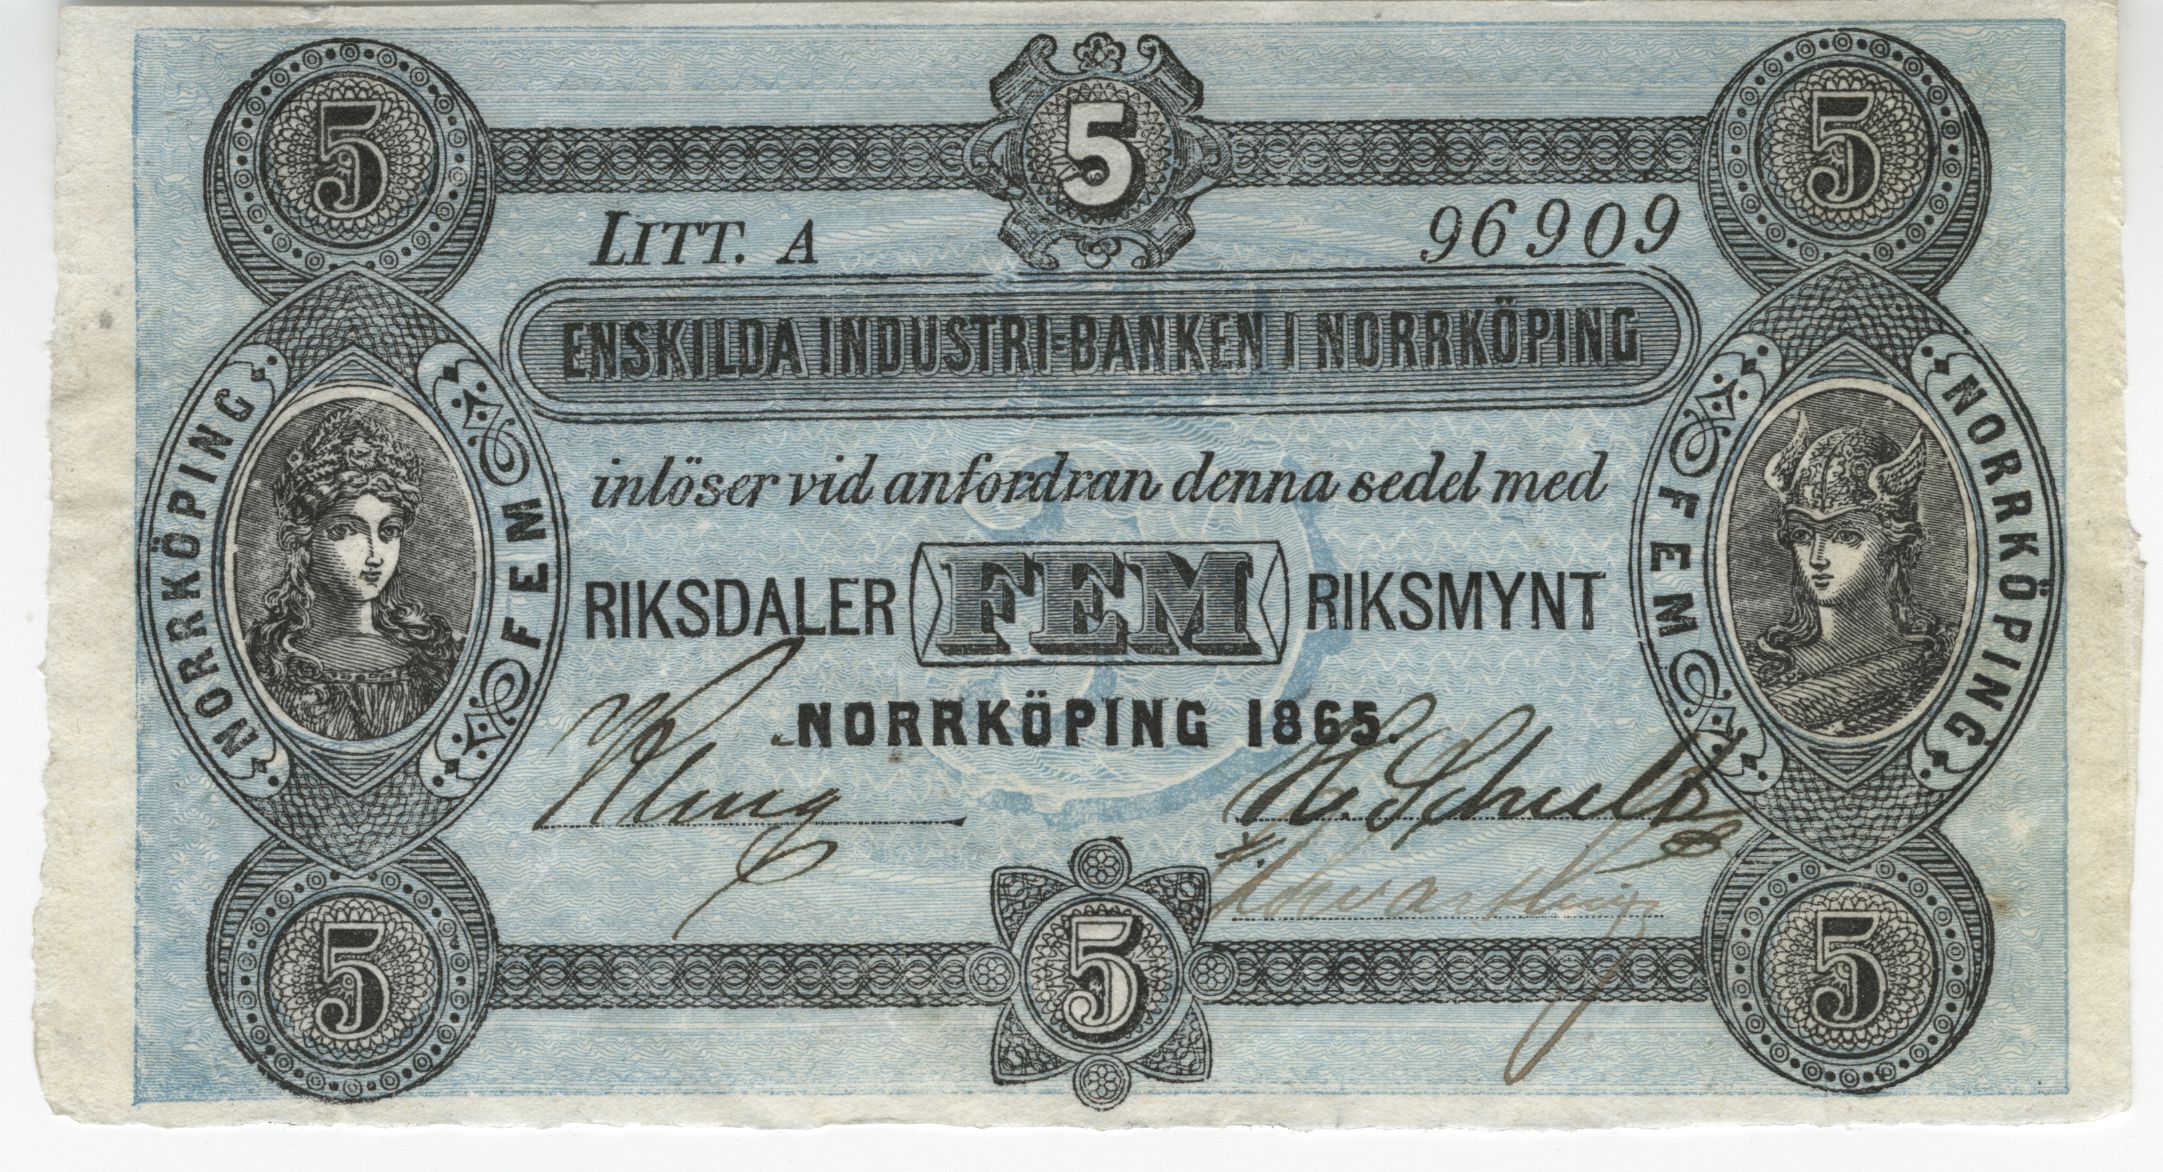 5 5 5
LITT. A 96909
ENSKILDA INDUSTRI=BANKEN I NORRKÖPING
NORRKÖPING FEM
inlöser vid anfordran denna sedel med
RIKSDALER FEM RIKSMYNT
NORRKÖPING 1865.
FEM NORRKÖPING
5 5 5